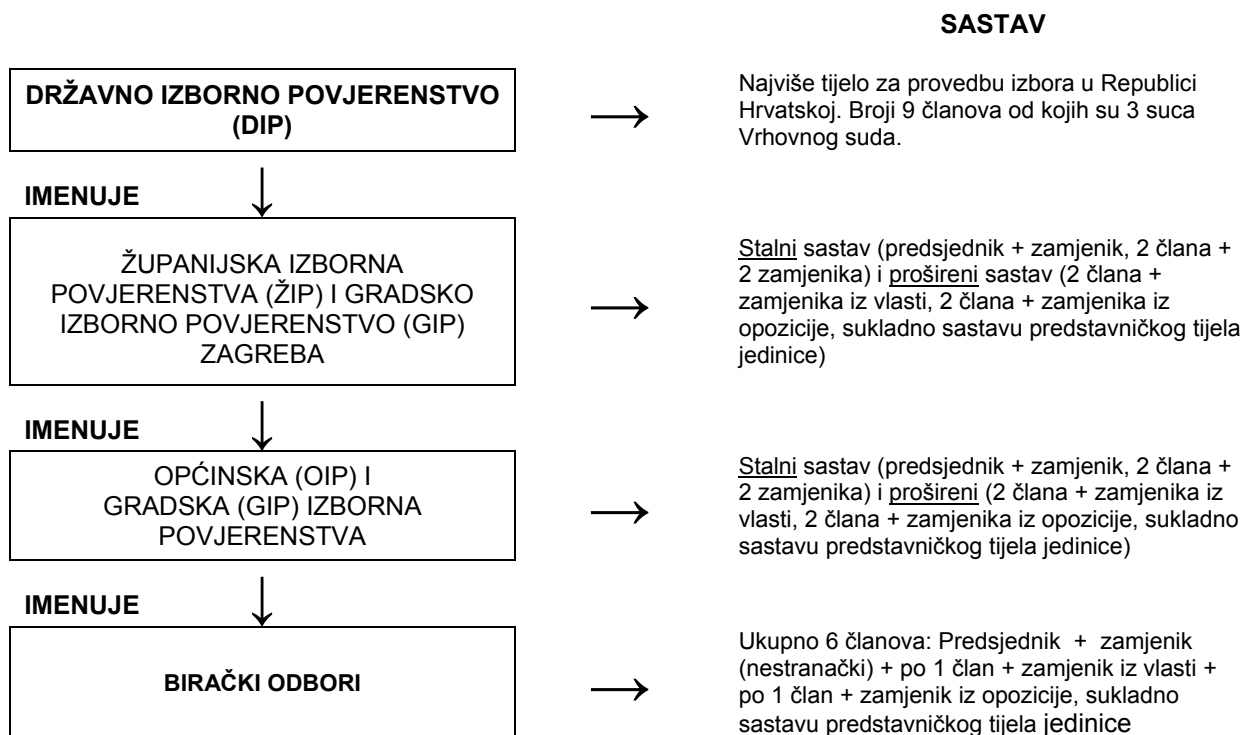 SASTAV
DRŽAVNO IZBORNO POVJERENSTVO
(DIP)
Najviše tijelo za provedbu izbora u Republici
Hrvatskoj. Broji 9 članova od kojih su 3 suca
Vrhovnog suda.
IMENUJE
ŽUPANIJSKA IZBORNA
POVJERENSTVA (ŽIP) I GRADSKO
IZBORNO POVJERENSTVO (GIP)
ZAGREBA
Stalni sastav (predsjednik + zamjenik, 2 člana +
2 zamjenika) i prošireni sastav (2 člana +
zamjenika iz vlasti, 2 člana + zamjenika iz
opozicije, sukladno sastavu predstavničkog tijela
jedinice)
IMENUJE
OPĆINSKA (OIP) I
GRADSKA (GIP) IZBORNA
POVJERENSTVA
Stalni sastav (predsjednik + zamjenik, 2 člana +
2 zamjenika) i prošireni (2 člana + zamjenika iz
vlasti, 2 člana + zamjenika iz opozicije, sukladno
sastavu predstavničkog tijela jedinice)
IMENUJE
BIRAČKI ODBORI
Ukupno 6 članova: Predsjednik + zamjenik
(nestranački) + po 1 član + zamjenik iz vlasti +
po 1 član + zamjenik iz opozicije, sukladno
sastavu predstavničkog tijela jedinice